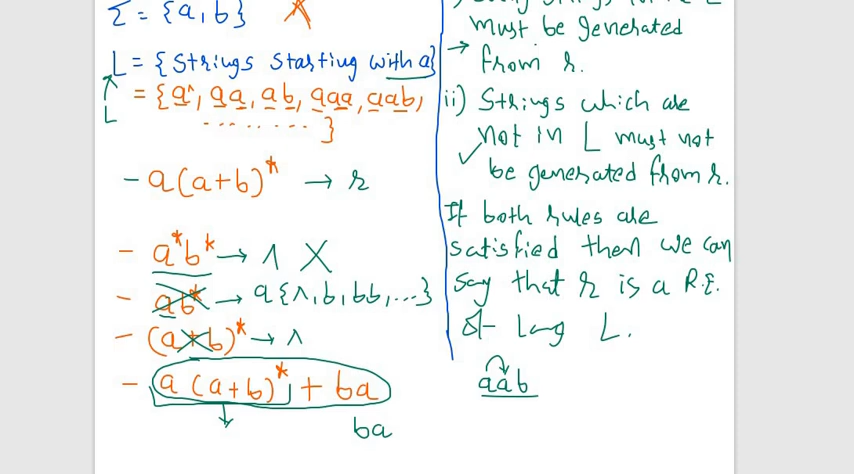 Σ = {a,b}
L = {Strings Starting with a}
= {a, aa, ab, aaa, aab,
........ }
L
- a(a+b)* → r
- a*b* → Λ X
- ab* → a{Λ,b,bb,...}
- (a+b)* → Λ
- a(a+b)* + ba
ba
must be generated
→ from r.
ii) Strings which are
not in L must not
be generated from r.
If both rules are
satisfied then we can
say that r is a R.E.
of lang L.
aab